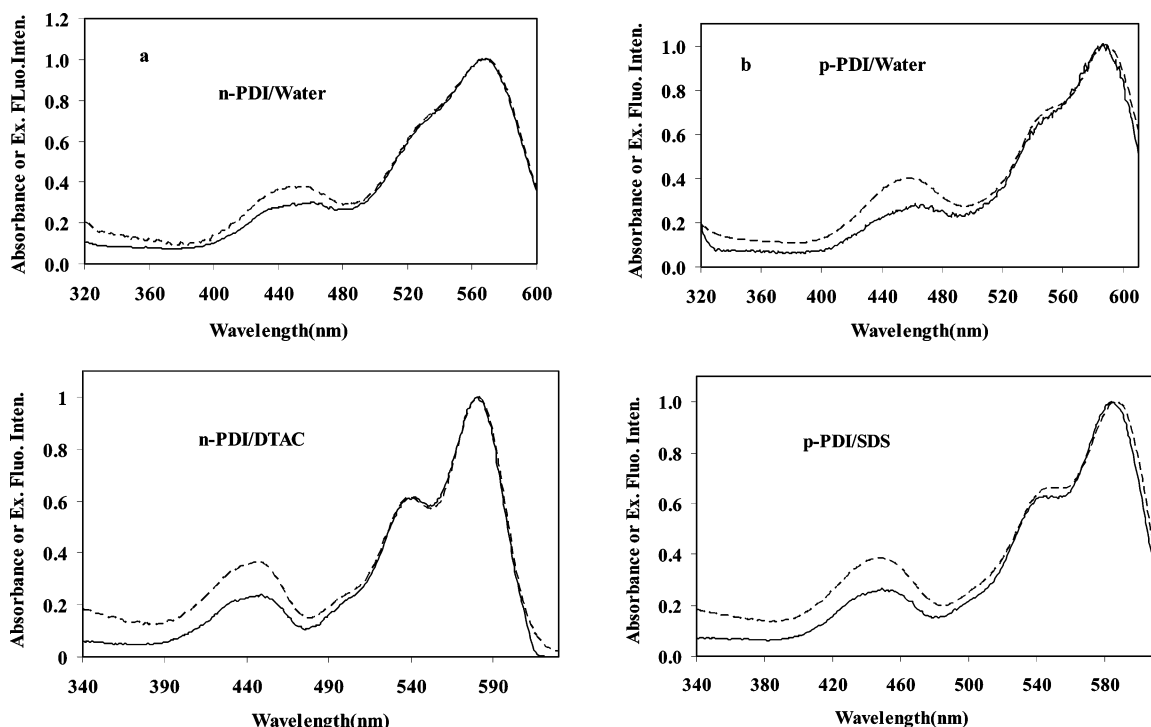 Absorbance or Ex. FLuo.Inten.
1.2
1.0
0.8
0.6
0.4
0.2
0.0
a
n-PDI/Water
320 360 400 440 480 520 560 600
Wavelength(nm)
Absorbance or Ex. Fluo. Inten.
1.0
0.8
0.6
0.4
0.2
0.0
b p-PDI/Water
320 360 400 440 480 520 560 600
Wavelength(nm)
Absorbance or Ex. Fluo. Inten.
1
0.8
0.6
0.4
0.2
0
n-PDI/DTAC
340 390 440 490 540 590
Wavelength(nm)
Absorbance or Ex. Fluo. Inten.
1.0
0.8
0.6
0.4
0.2
0.0
p-PDI/SDS
340 380 420 460 500 540 580
Wavelength(nm)